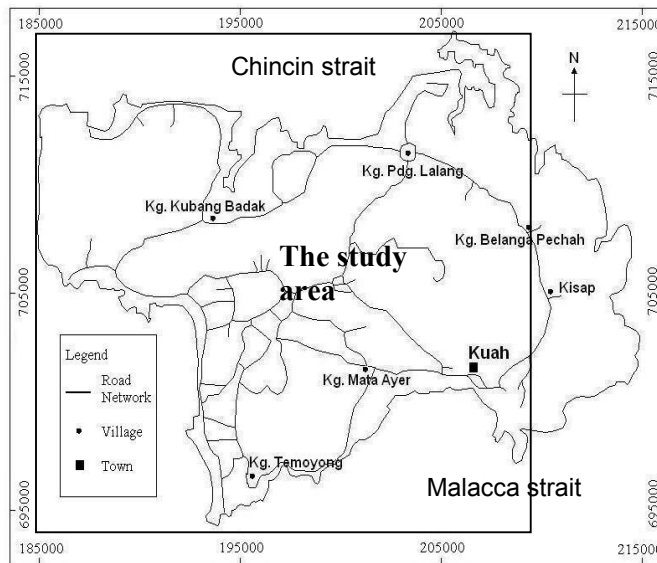 185000 195000 205000 215000
715000
715000
Chincin strait
N
Kg. Pdg. Lalang
Kg. Kubang Badak
Kg. Belanga Pechah
The study
area
705000
705000
Kisap
Legend
Road
Network
Village
Town
Kuah
Kg. Mata Ayer
Kg. Temoyong
Malacca strait
695000
695000
185000 195000 205000 215000